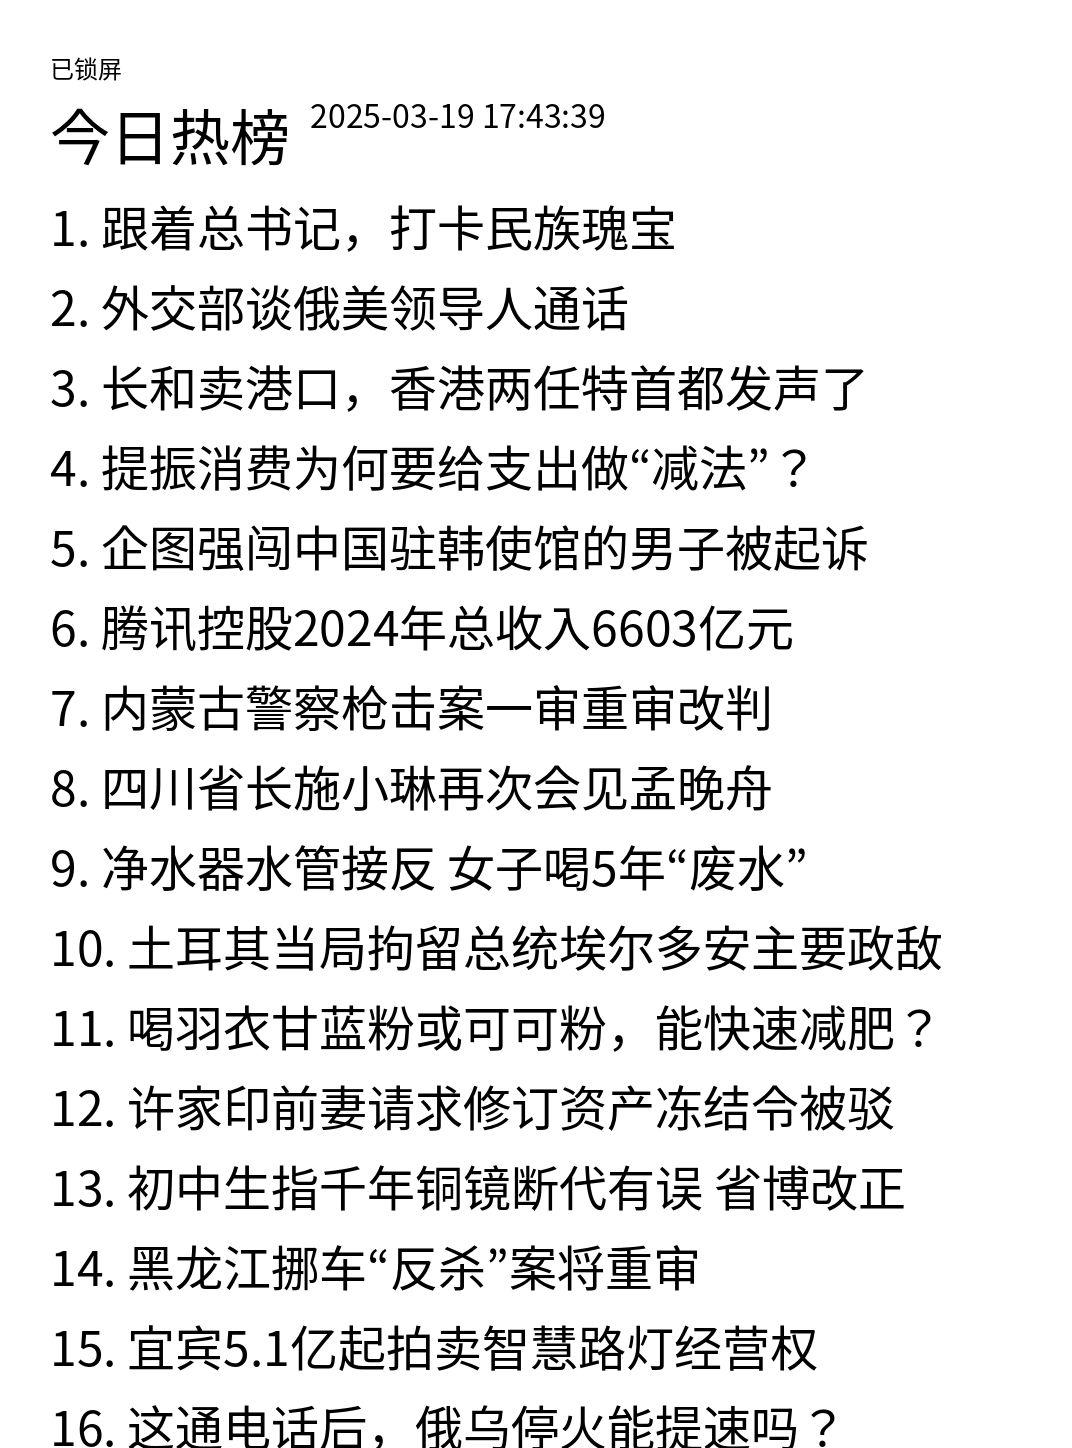 已锁屏
今日热榜 2025-03-19 17:43:39
1. 跟着总书记，打卡民族瑰宝
2. 外交部谈俄美领导人通话
3. 长和卖港口，香港两任特首都发声了
4. 提振消费为何要给支出做“减法”？
5. 企图强闯中国驻韩使馆的男子被起诉
6. 腾讯控股2024年总收入6603亿元
7. 内蒙古警察枪击案一审重审改判
8. 四川省长施小琳再次会见孟晚舟
9. 净水器水管接反 女子喝5年“废水”
10. 土耳其当局拘留总统埃尔多安主要政敌
11. 喝羽衣甘蓝粉或可可粉，能快速减肥？
12. 许家印前妻请求修订资产冻结令被驳
13. 初中生指千年铜镜断代有误 省博改正
14. 黑龙江挪车“反杀”案将重审
15. 宜宾5.1亿起拍卖智慧路灯经营权
16. 这通电话后，俄乌停火能提速吗？